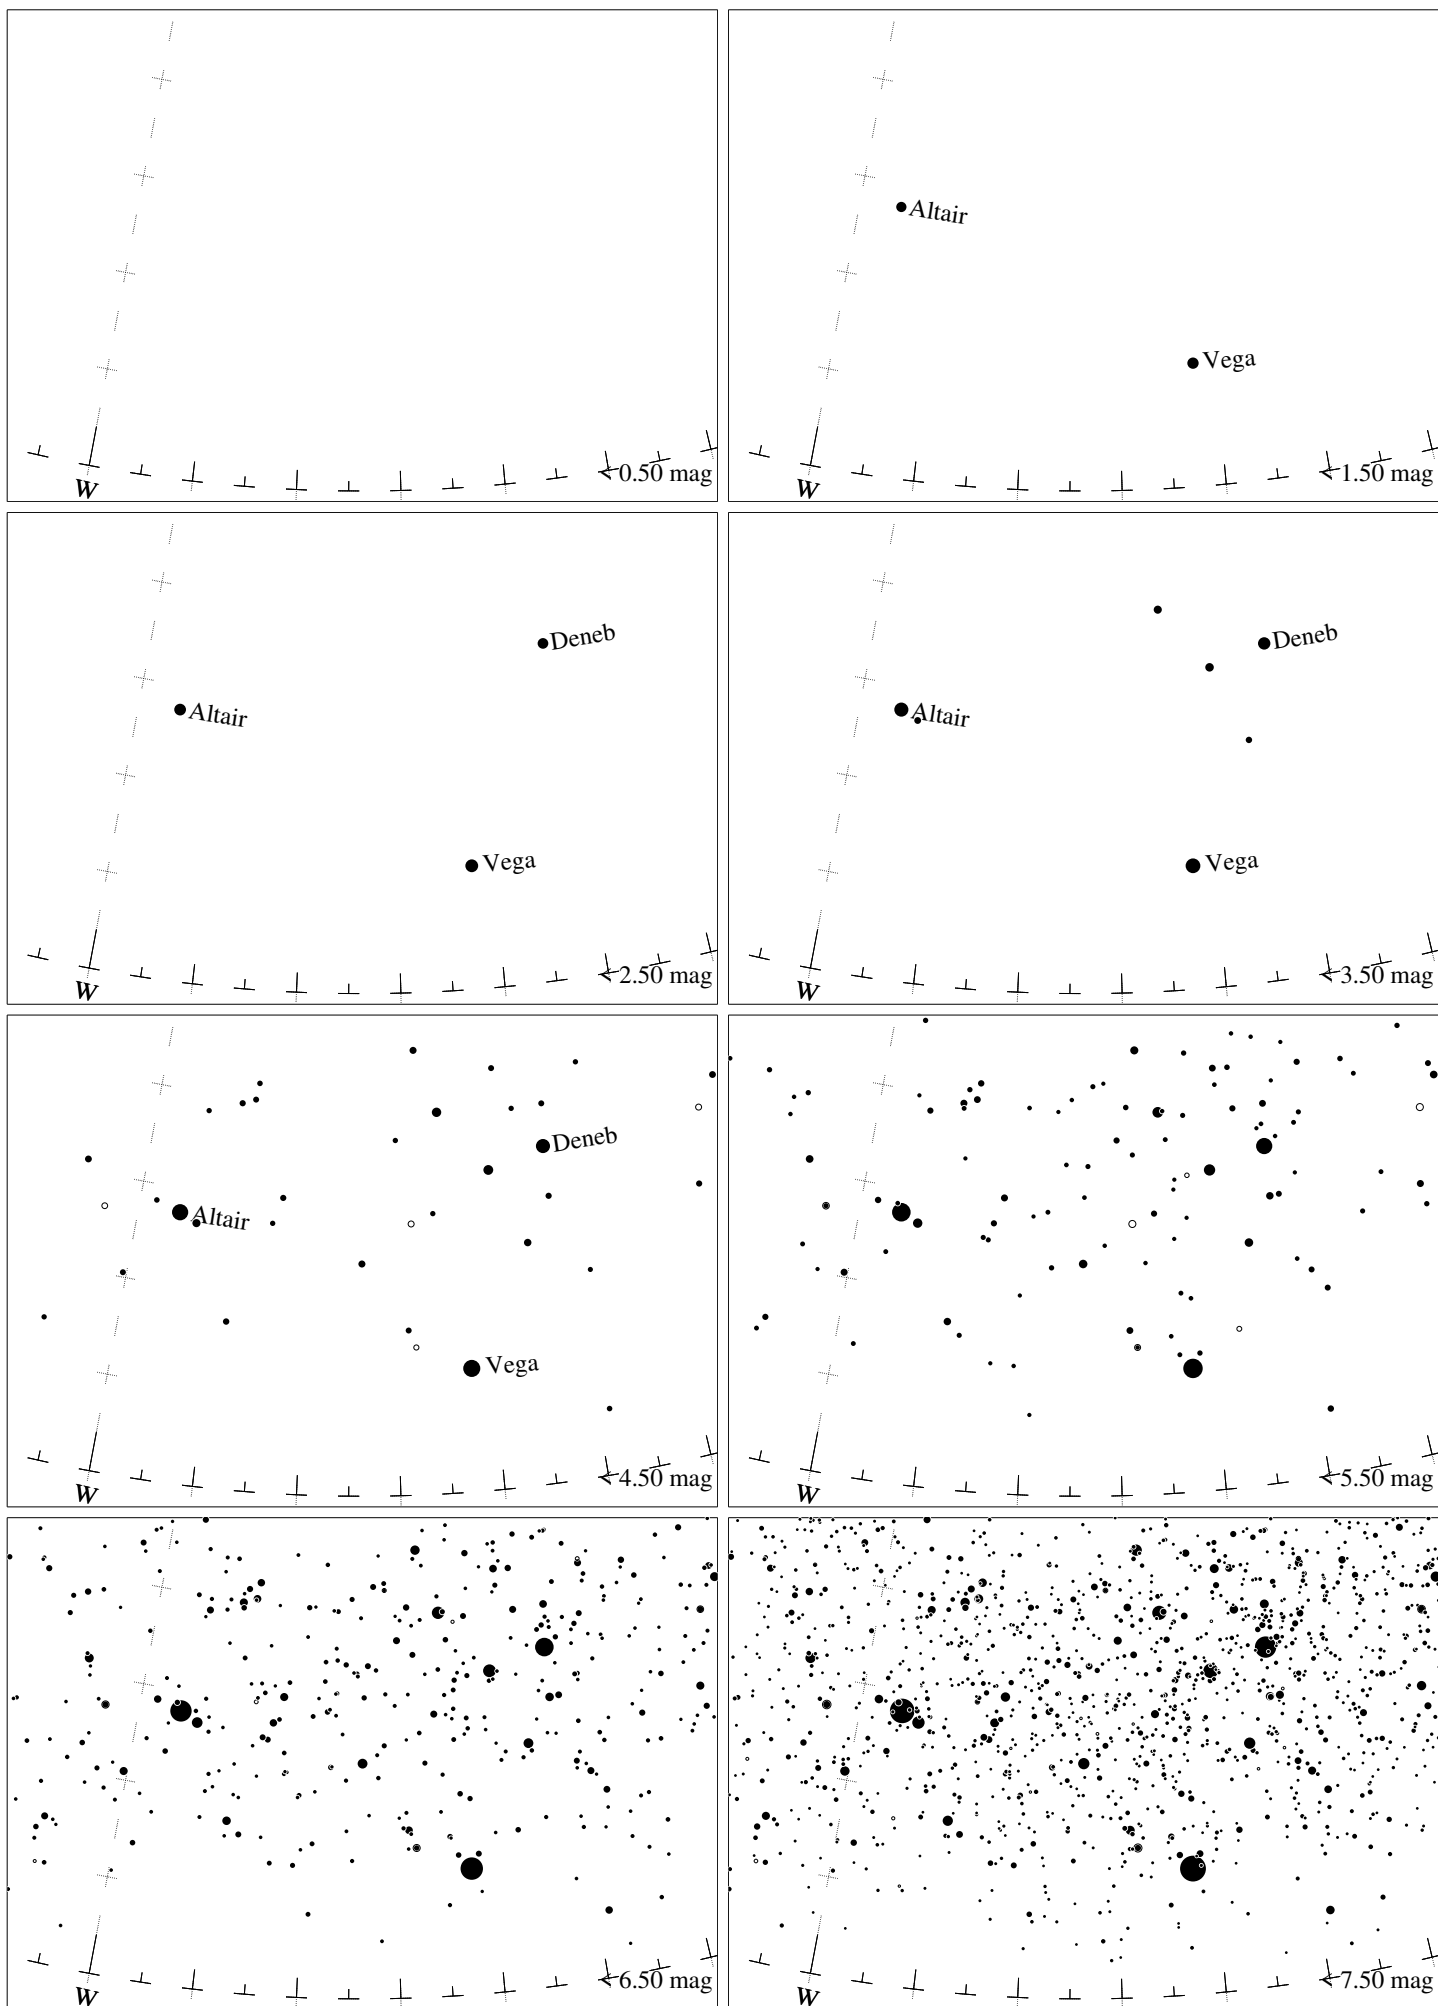 < 0.50 mag
W
Altair
Vega
< 1.50 mag
W
Deneb
Altair
Vega
< 2.50 mag
W
Deneb
Altair
Vega
< 3.50 mag
W
Deneb
Altair
Vega
< 4.50 mag
W
< 5.50 mag
W
< 6.50 mag
W
< 7.50 mag
W